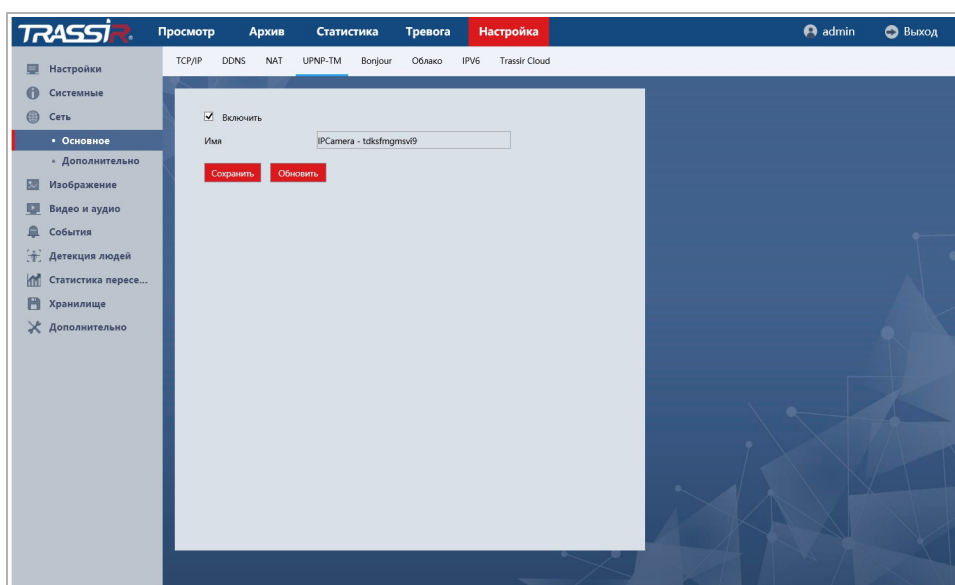 TRASSIR
Просмотр Архив Статистика Тревога Настройка admin Выход
TCP/IP DDNS NAT UPNP-TM Bonjour Облако IPV6 Trassir Cloud
Настройки
Системные
Сеть
Основное
Дополнительно
Изображение
Видео и аудио
События
Детекция людей
Статистика пересе...
Хранилище
Дополнительно
Включить
Имя IPCamera - tdksfmgmsvi9
Сохранить Обновить